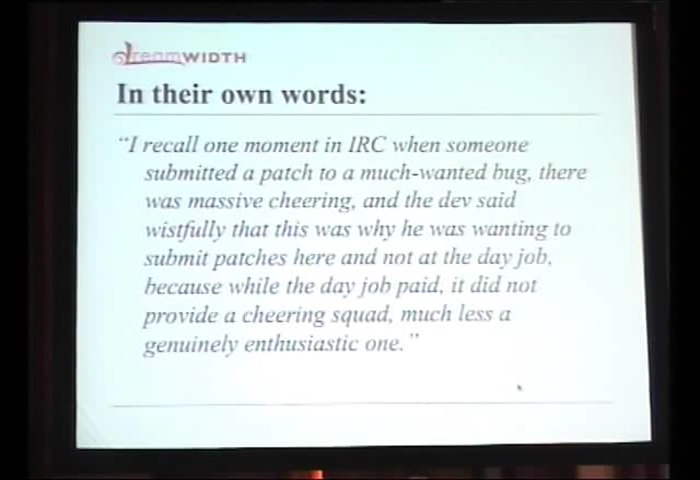 dreamWIDTH
In their own words:
“I recall one moment in IRC when someone
submitted a patch to a much-wanted bug, there
was massive cheering, and the dev said
wistfully that this was why he was wanting to
submit patches here and not at the day job,
because while the day job paid, it did not
provide a cheering squad, much less a
genuinely enthusiastic one.”